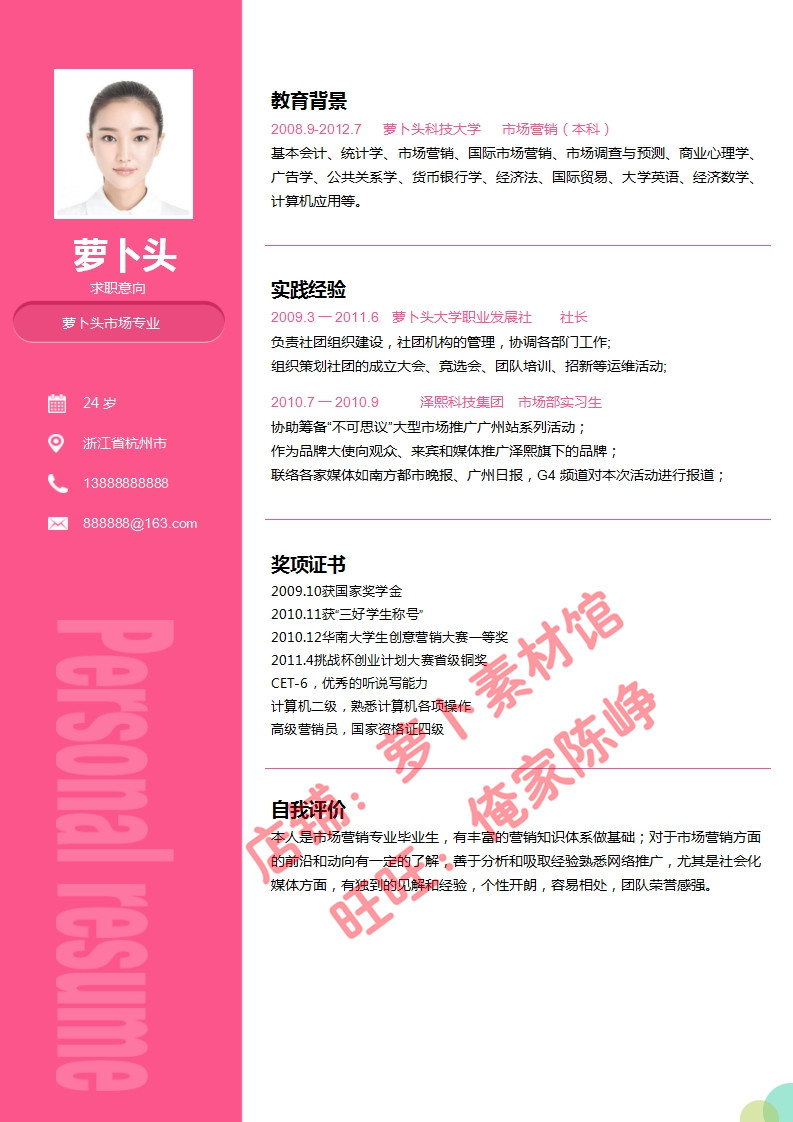 萝卜头
求职意向
萝卜头市场专业
24 岁
浙江省杭州市
13888888888
888888@163.com
Personal resume
教育背景
2008.9-2012.7 萝卜头科技大学 市场营销（本科）
基本会计、统计学、市场营销、国际市场营销、市场调查与预测、商业心理学、
广告学、公共关系学、货币银行学、经济法、国际贸易、大学英语、经济数学、
计算机应用等。
实践经验
2009.3 — 2011.6 萝卜头大学职业发展社 社长
负责社团组织建设，社团机构的管理，协调各部门工作;
组织策划社团的成立大会、竟选会、团队培训、招新等运维活动;
2010.7 — 2010.9 泽熙科技集团 市场部实习生
协助筹备“不可思议”大型市场推广广州站系列活动；
作为品牌大使向观众、来宾和媒体推广泽熙旗下的品牌；
联络各家媒体如南方都市晚报、广州日报，G4 频道对本次活动进行报道；
奖项证书
2009.10获国家奖学金
2010.11获“三好学生称号”
2010.12华南大学生创意营销大赛一等奖
2011.4挑战杯创业计划大赛省级铜奖
CET-6，优秀的听说写能力
计算机二级，熟悉计算机各项操作
高级营销员，国家资格证四级
自我评价
本人是市场营销专业毕业生，有丰富的营销知识体系做基础；对于市场营销方面
的前沿和动向有一定的了解，善于分析和吸取经验熟悉网络推广，尤其是社会化
媒体方面，有独到的见解和经验，个性开朗，容易相处，团队荣誉感强。
店铺：萝卜素材馆
旺旺：俺家陈峥